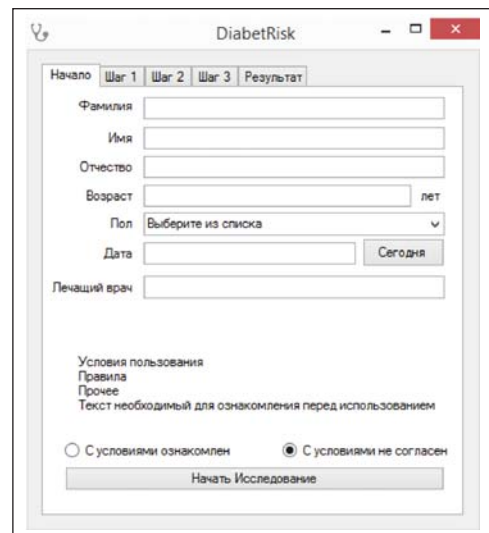 DiabetRisk
Начало Шаг 1 Шаг 2 Шаг 3 Результат
Фамилия
Имя
Отчество
Возраст лет
Пол Выберите из списка
Дата Сегодня
Лечащий врач
Условия пользования
Правила
Прочее
Текст необходимый для ознакомления перед использованием
С условиями ознакомлен С условиями не согласен
Начать Исследование